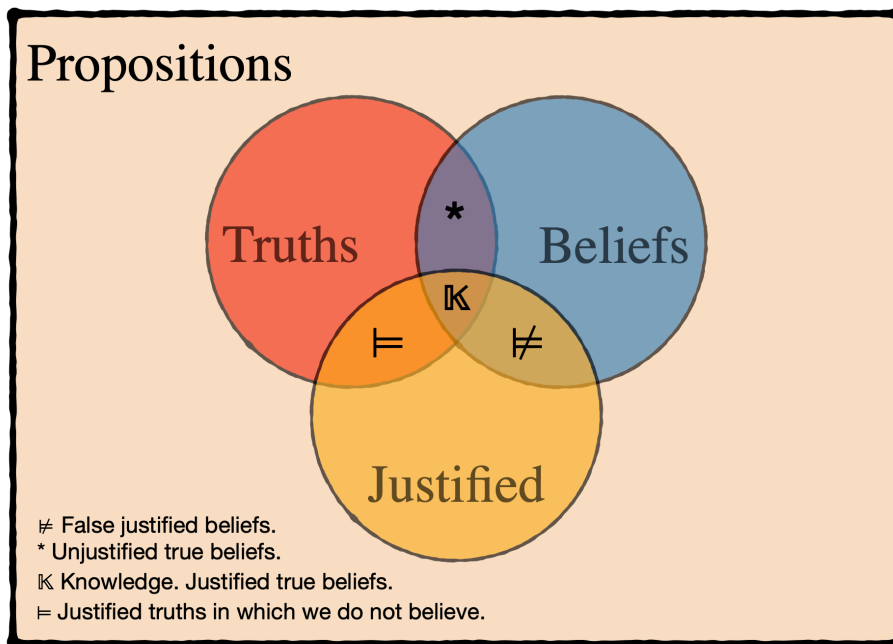 Propositions
*
Truths
Beliefs
𝕂
⊨
⊭
Justified
⊭ False justified beliefs.
* Unjustified true beliefs.
𝕂 Knowledge. Justified true beliefs.
⊨ Justified truths in which we do not believe.